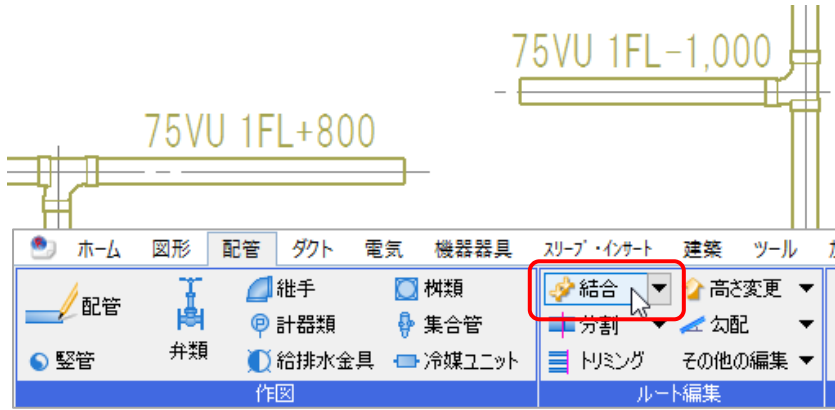 75VU 1FL-1,000
75VU 1FL+800
ホーム 図形 配管 ダクト 電気 機器器具 スリーブ・インサート 建築 ツール
配管 弁類 継手 桝類 結合 高さ変更
計器類 集合管 分割 勾配
竪管 給排水金具 冷媒ユニット トリミング その他の編集
作図 ルート編集